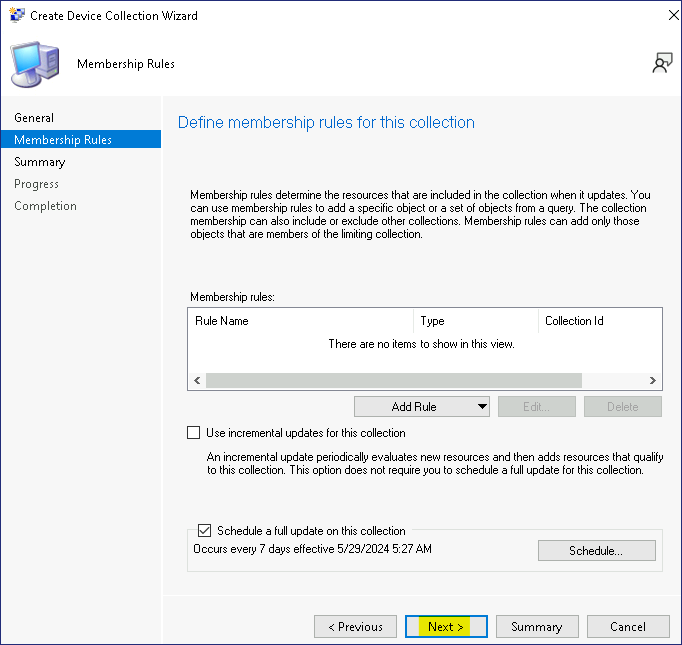 Create Device Collection Wizard
Membership Rules
General
Membership Rules
Summary
Progress
Completion
Define membership rules for this collection
Membership rules determine the resources that are included in the collection when it updates. You
can use membership rules to add a specific object or a set of objects from a query. The collection
membership can also include or exclude other collections. Membership rules can add only those
objects that are members of the limiting collection.
Membership rules:
Rule Name Type Collection Id
There are no items to show in this view.
Add Rule Edit... Delete
Use incremental updates for this collection
An incremental update periodically evaluates new resources and then adds resources that qualify
to this collection. This option does not require you to schedule a full update for this collection.
Schedule a full update on this collection
Occurs every 7 days effective 5/29/2024 5:27 AM Schedule...
< Previous Next > Summary Cancel